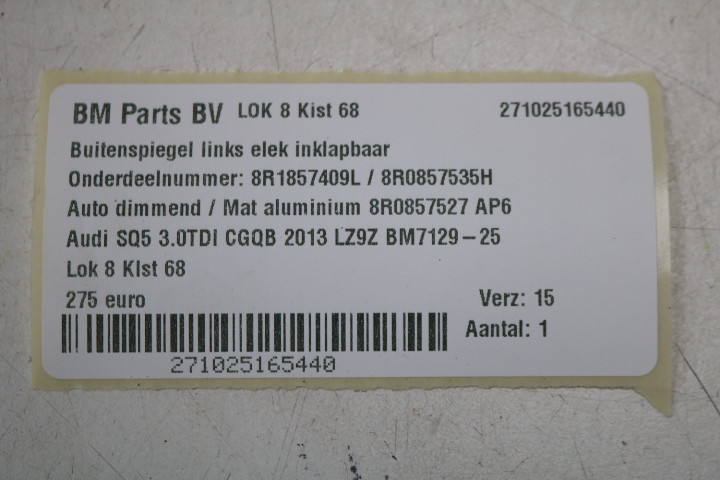 BM Parts BV LOK 8 Kist 68 271025165440
Buitenspiegel links elek inklapbaar
Onderdeelnummer: 8R1857409L / 8R0857535H
Auto dimmend / Mat aluminium 8R0857527 AP6
Audi SQ5 3.0TDI CGQB 2013 LZ9Z BM7129-25
Lok 8 KIst 68
275 euro Verz: 15
Aantal: 1
271025165440